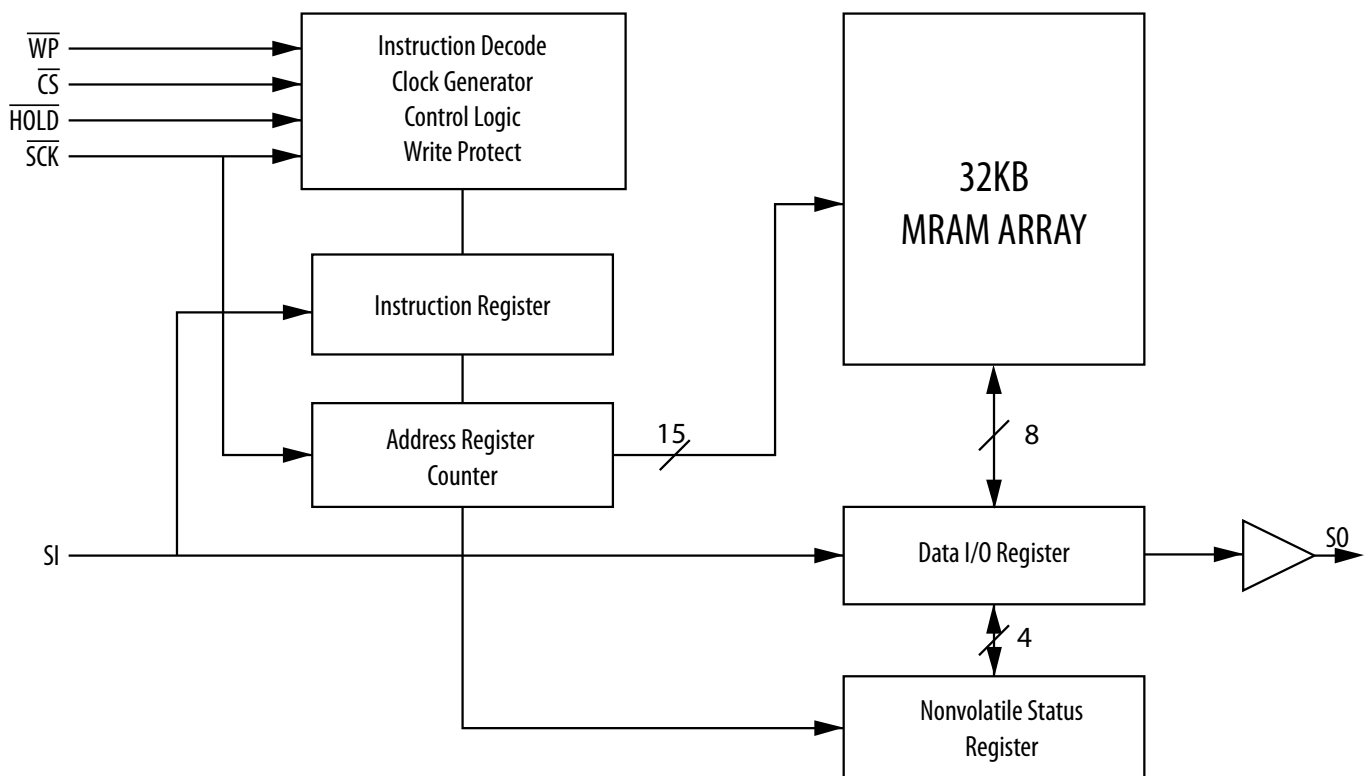 WP
CS
HOLD
SCK
Instruction Decode
Clock Generator
Control Logic
Write Protect
32KB
MRAM ARRAY
Instruction Register
Address Register
Counter
15
8
SI
Data I/O Register
SO
4
Nonvolatile Status
Register